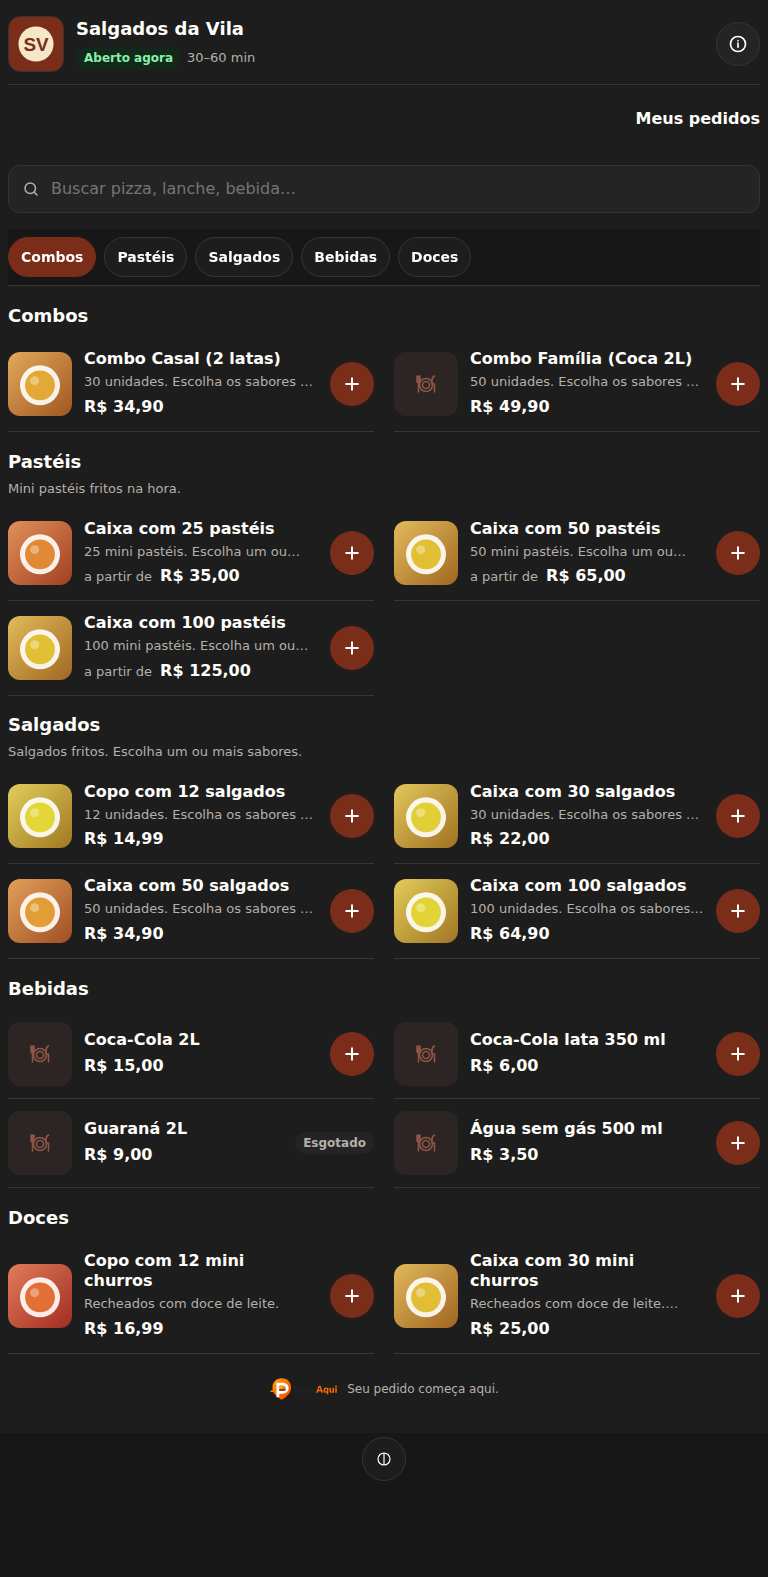 SV
Salgados da Vila
Aberto agora 30–60 min
Meus pedidos
Buscar pizza, lanche, bebida...
Combos Pastéis Salgados Bebidas Doces
Combos
Combo Casal (2 latas)
30 unidades. Escolha os sabores ...
R$ 34,90
Combo Família (Coca 2L)
50 unidades. Escolha os sabores ...
R$ 49,90
Pastéis
Mini pastéis fritos na hora.
Caixa com 25 pastéis
25 mini pastéis. Escolha um ou...
a partir de R$ 35,00
Caixa com 50 pastéis
50 mini pastéis. Escolha um ou...
a partir de R$ 65,00
Caixa com 100 pastéis
100 mini pastéis. Escolha um ou...
a partir de R$ 125,00
Salgados
Salgados fritos. Escolha um ou mais sabores.
Copo com 12 salgados
12 unidades. Escolha os sabores ...
R$ 14,99
Caixa com 30 salgados
30 unidades. Escolha os sabores ...
R$ 22,00
Caixa com 50 salgados
50 unidades. Escolha os sabores ...
R$ 34,90
Caixa com 100 salgados
100 unidades. Escolha os sabores...
R$ 64,90
Bebidas
Coca-Cola 2L
R$ 15,00
Coca-Cola lata 350 ml
R$ 6,00
Guaraná 2L
R$ 9,00
Esgotado
Água sem gás 500 ml
R$ 3,50
Doces
Copo com 12 mini
churros
Recheados com doce de leite.
R$ 16,99
Caixa com 30 mini
churros
Recheados com doce de leite....
R$ 25,00
P Aqui Seu pedido começa aqui.